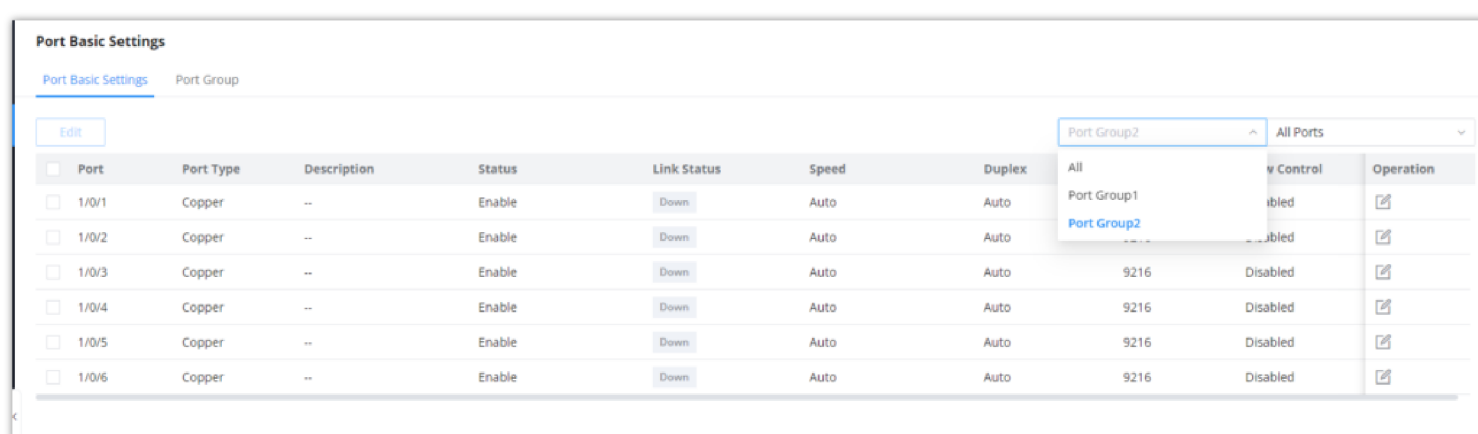 Port Basic Settings
Port Basic Settings Port Group
Edit Port Group2 All Ports
Port Port Type Description Status Link Status Speed Duplex All Control Operation
1/0/1 Copper -- Enable Down Auto Auto Port Group1
1/0/2 Copper -- Enable Down Auto Auto Port Group2
1/0/3 Copper -- Enable Down Auto Auto 9216 Disabled
1/0/4 Copper -- Enable Down Auto Auto 9216 Disabled
1/0/5 Copper -- Enable Down Auto Auto 9216 Disabled
1/0/6 Copper -- Enable Down Auto Auto 9216 Disabled